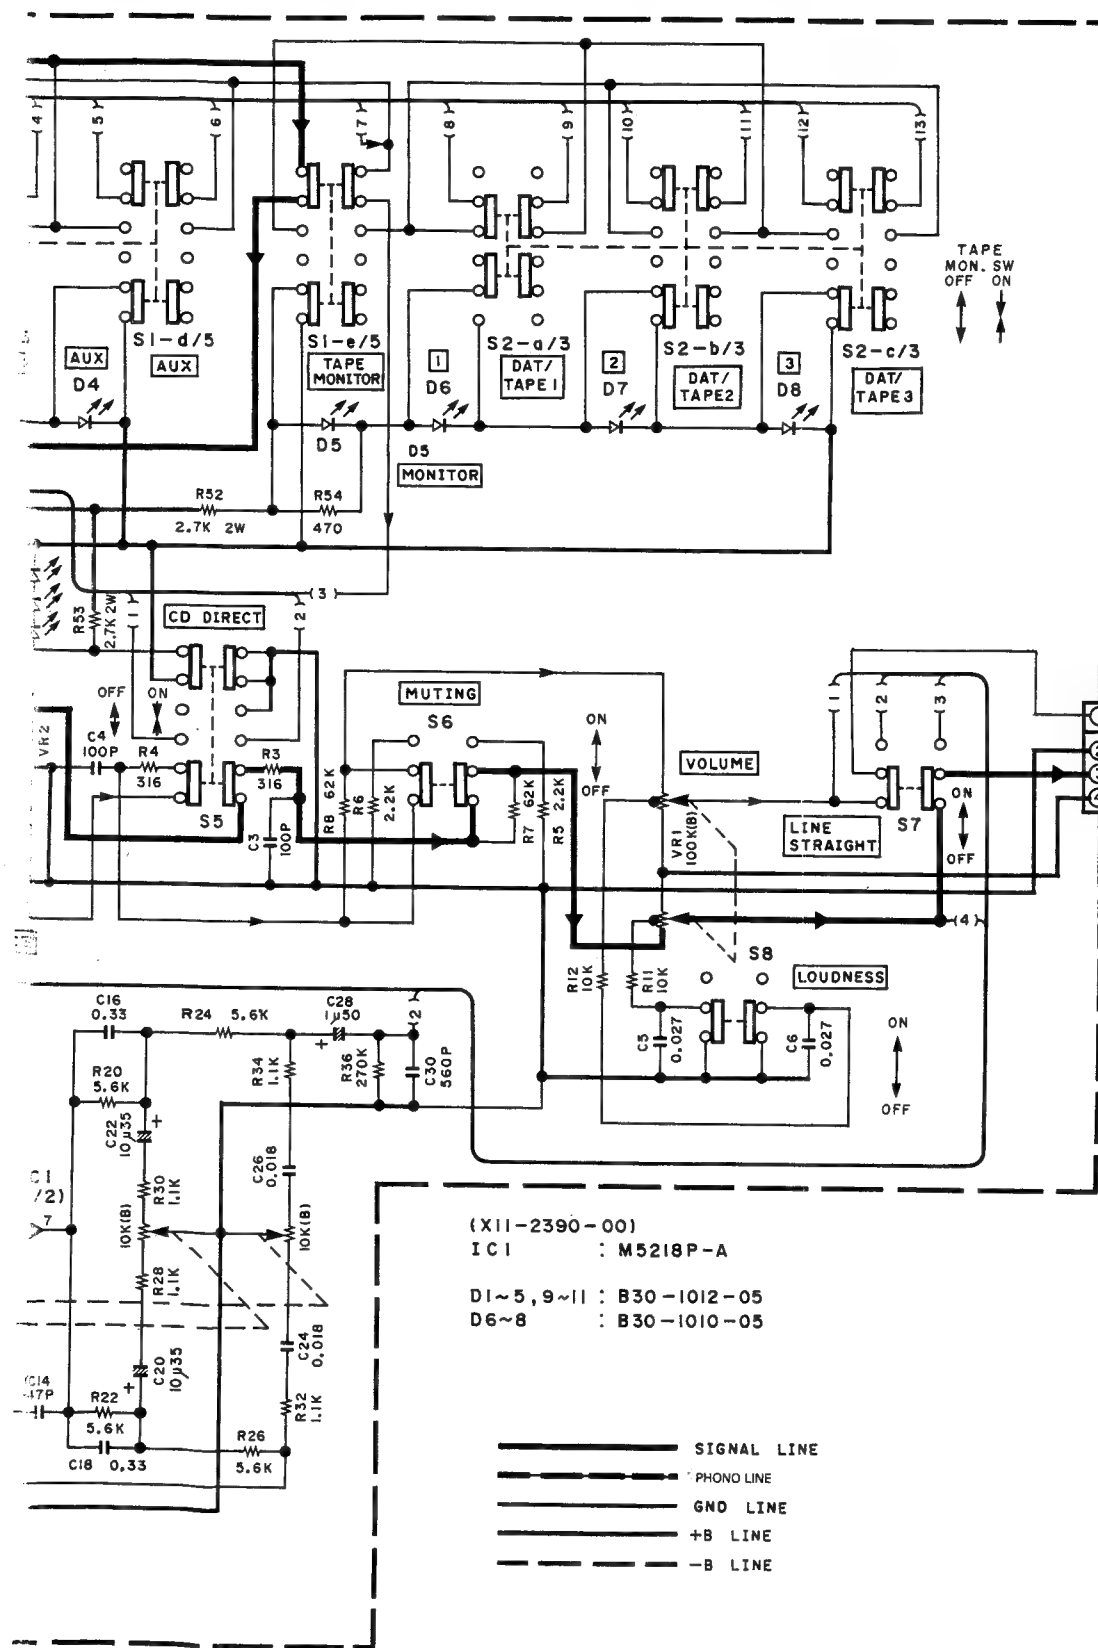 4 5 6 7 8 9 10 11 12 13
TAPE
MON. SW
OFF ON
S1-d/5
S1-e/5
S2-a/3
S2-b/3
S2-c/3
AUX
D4
AUX
TAPE
MONITOR
1
D6
DAT/
TAPE1
2
D7
DAT/
TAPE2
3
D8
DAT/
TAPE3
D5
D5
MONITOR
R52
2.7K 2W
R54
470
R53
2.7K 2W
1
2
3
CD DIRECT
OFF ON
VR2
C4
100P
R4
316
R3
316
S5
C3
100P
MUTING
S6
R8 62K
R6
2.2K
62K
R7
2.2K
R5
ON
OFF
VOLUME
VR1
100K(B)
LINE
STRAIGHT
1
2
3
S7
ON
OFF
4
S8
R12
10K
R11
10K
LOUDNESS
C5
0.027
C6
0.027
ON
OFF
C16
0.33
R24 5.6K
C28
1µ50
2
R20
5.6K
R34
1.1K
R36
270K
C30
560P
C22
10µ35
C26
0.018
C1
/2)
7
R30
1.1K
10K(B)
10K(B)
R28
1.1K
C24
0.018
C20
10µ35
C14
47P
R22
5.6K
R32
1.1K
C18 0.33
R26
5.6K
(X11-2390-00)
IC1 : M5218P-A
D1~5, 9~11 : B30-1012-05
D6~8 : B30-1010-05
SIGNAL LINE
PHONO LINE
GND LINE
+B LINE
-B LINE